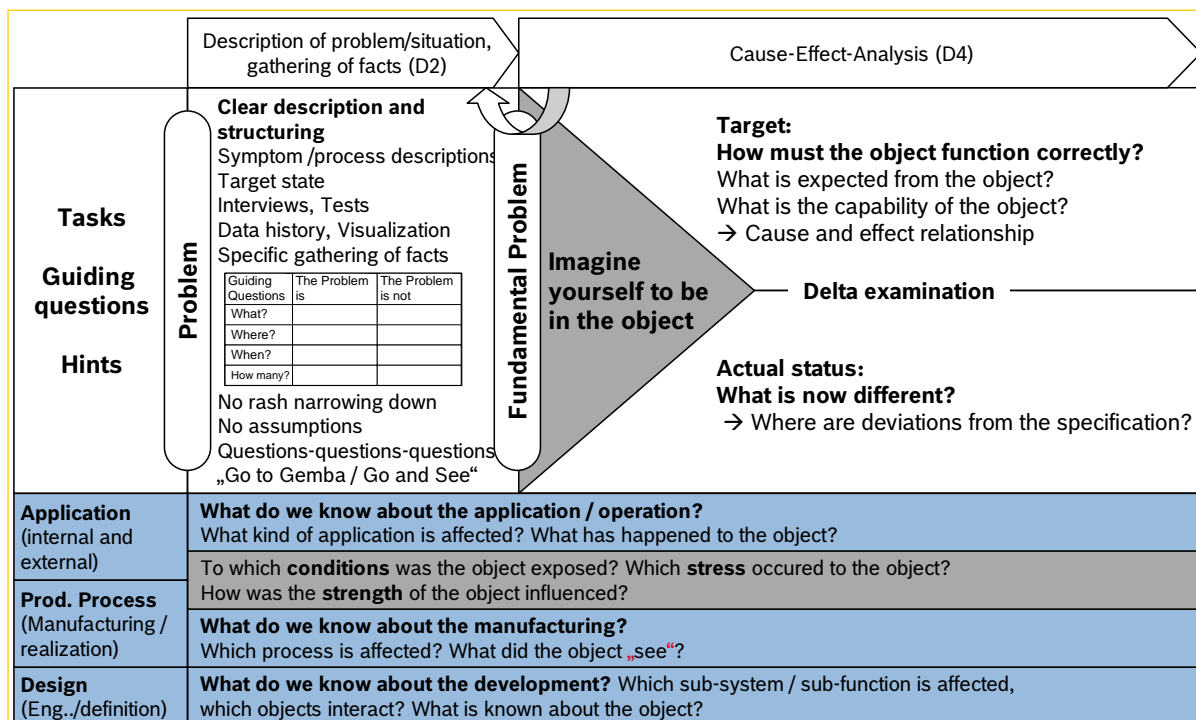 Description of problem/situation,
gathering of facts (D2)
Cause-Effect-Analysis (D4)
Tasks
Guiding
questions
Hints
Problem
Clear description and
structuring
Symptom /process descriptions
Target state
Interviews, Tests
Data history, Visualization
Specific gathering of facts
Guiding Questions | The Problem is | The Problem is not
What?
Where?
When?
How many?
No rash narrowing down
No assumptions
Questions-questions-questions
„Go to Gemba / Go and See“
Fundamental Problem
Imagine
yourself to be
in the object
Target:
How must the object function correctly?
What is expected from the object?
What is the capability of the object?
→ Cause and effect relationship
Delta examination
Actual status:
What is now different?
→ Where are deviations from the specification?
Application
(internal and
external)
What do we know about the application / operation?
What kind of application is affected? What has happened to the object?
To which conditions was the object exposed? Which stress occured to the object?
How was the strength of the object influenced?
Prod. Process
(Manufacturing /
realization)
What do we know about the manufacturing?
Which process is affected? What did the object „see“?
Design
(Eng../definition)
What do we know about the development? Which sub-system / sub-function is affected,
which objects interact? What is known about the object?